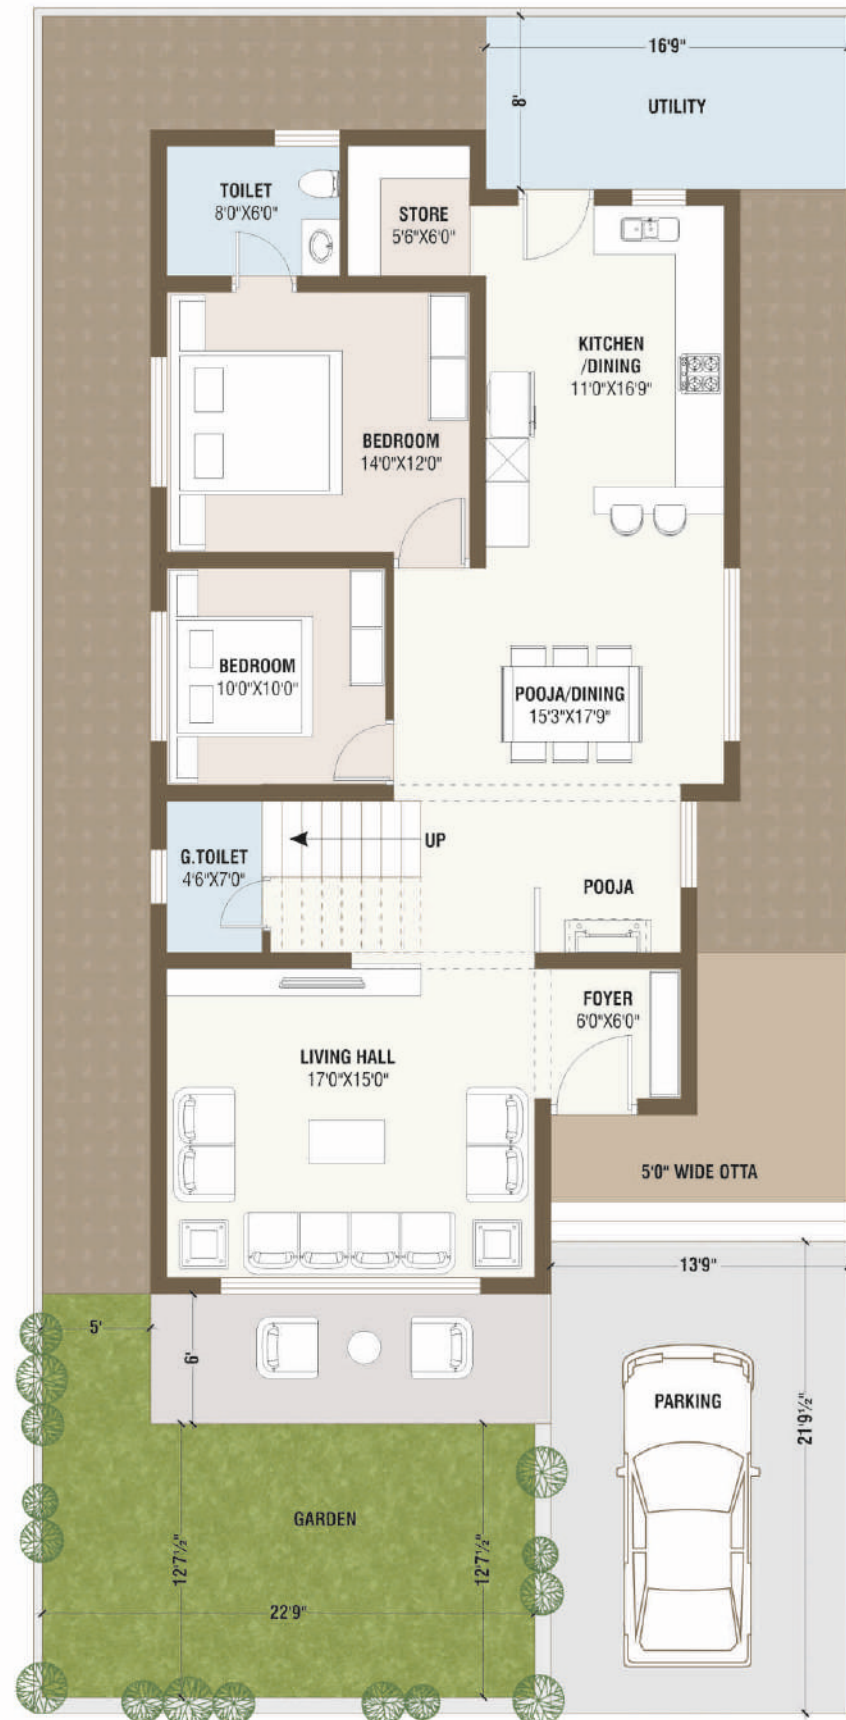 16'9"
8'
UTILITY
TOILET
8'0"X6'0"
STORE
5'6"X6'0"
KITCHEN
/DINING
11'0"X16'9"
BEDROOM
14'0"X12'0"
BEDROOM
10'0"X10'0"
POOJA/DINING
15'3"X17'9"
UP
G.TOILET
4'6"X7'0"
POOJA
FOYER
6'0"X6'0"
LIVING HALL
17'0"X15'0"
5'0" WIDE OTTA
13'9"
5'
6'
PARKING
21'9½"
GARDEN
12'7½"
12'7½"
22'9"